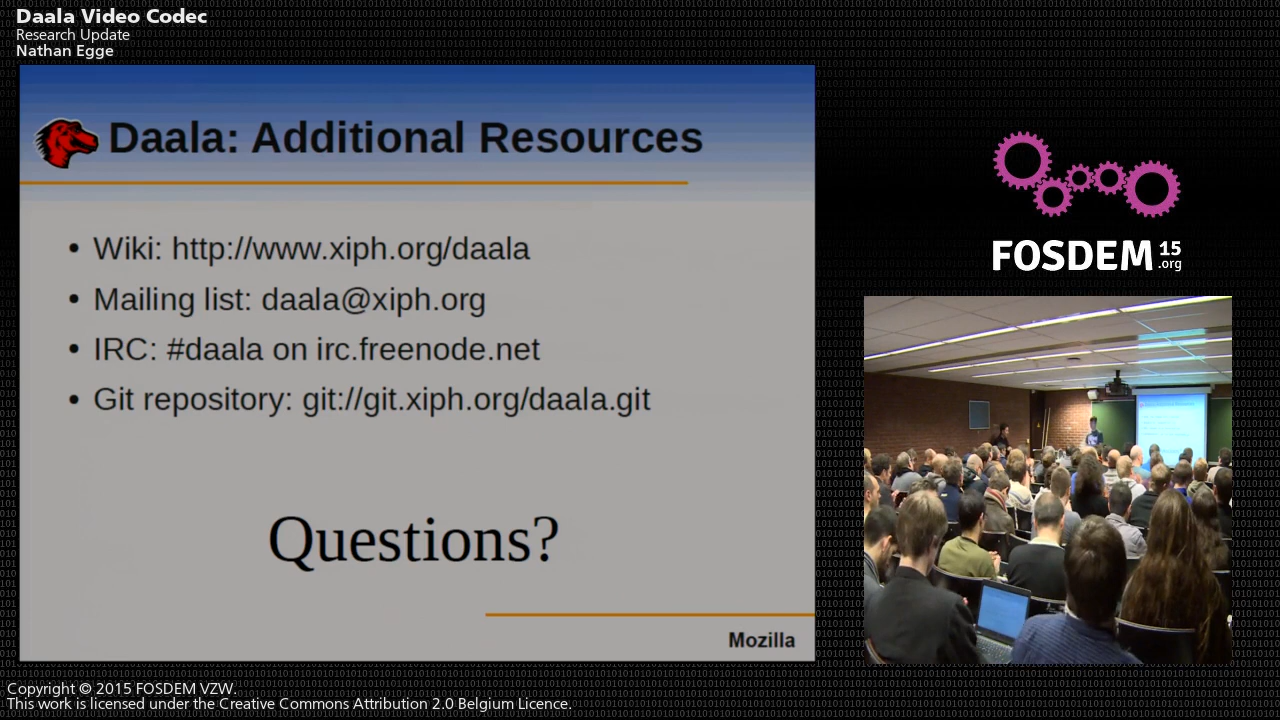 Daala Video Codec
Research Update
Nathan Egge
Daala: Additional Resources
• Wiki: http://www.xiph.org/daala
• Mailing list: daala@xiph.org
• IRC: #daala on irc.freenode.net
• Git repository: git://git.xiph.org/daala.git
Questions?
Mozilla
FOSDEM 15
.org
Copyright © 2015 FOSDEM VZW.
This work is licensed under the Creative Commons Attribution 2.0 Belgium Licence.